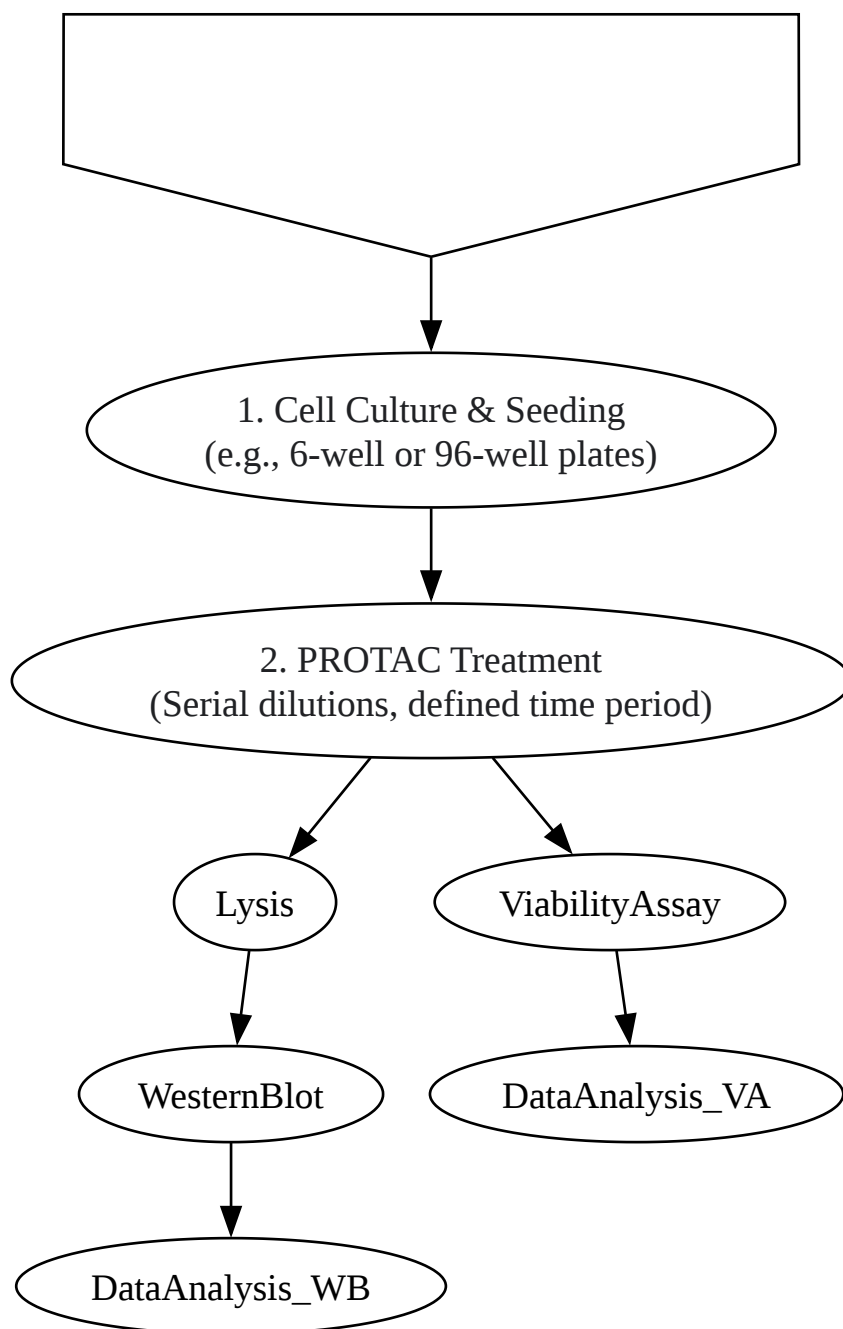 1. Cell Culture & Seeding
(e.g., 6-well or 96-well plates)
2. PROTAC Treatment
(Serial dilutions, defined time period)
Lysis
ViabilityAssay
WesternBlot
DataAnalysis_VA
DataAnalysis_WB